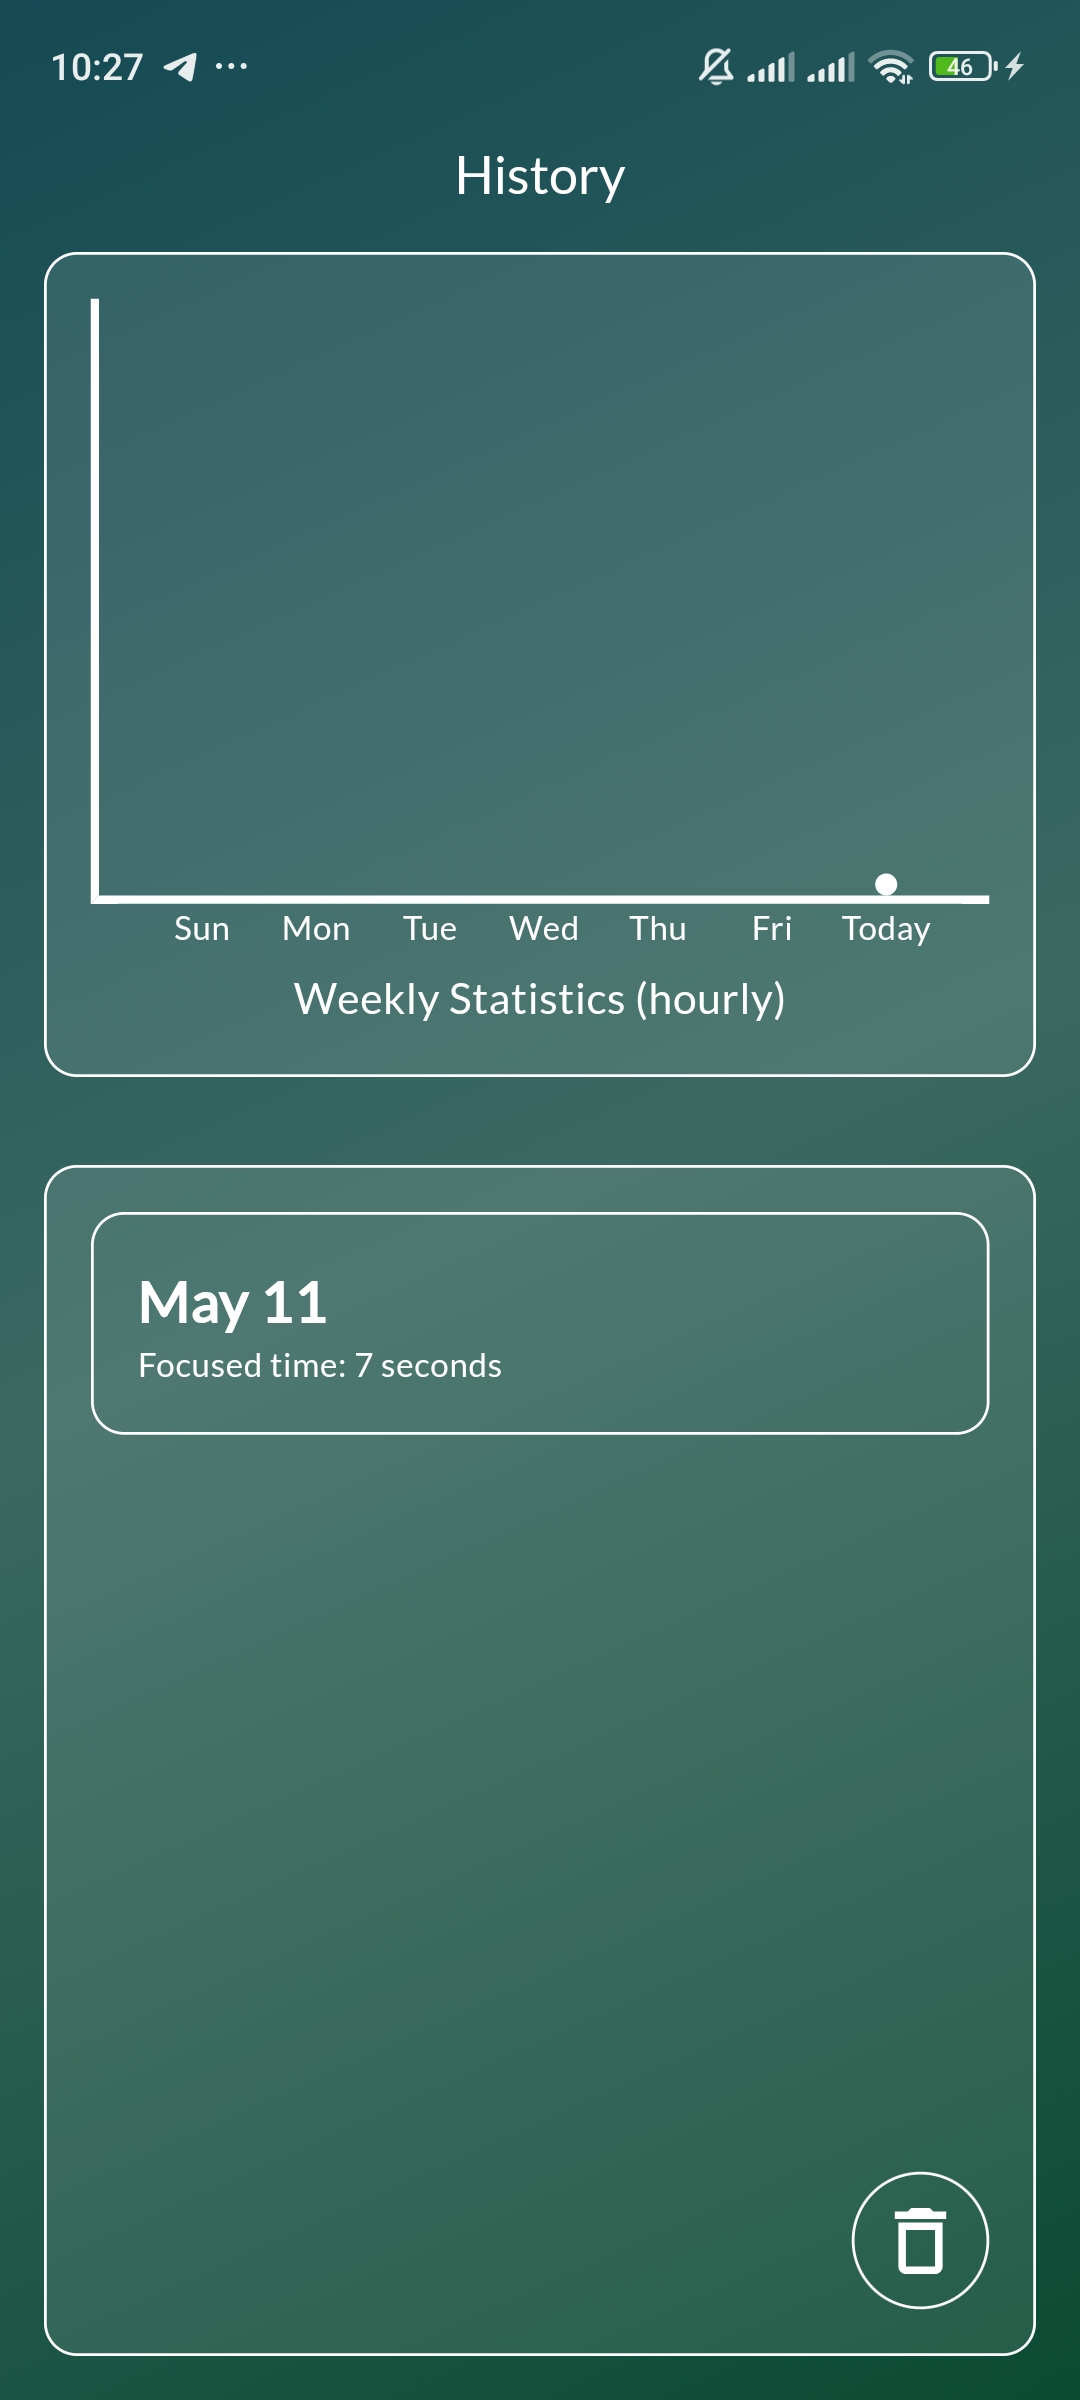 10:27
46
History
Sun Mon Tue Wed Thu Fri Today
Weekly Statistics (hourly)
May 11
Focused time: 7 seconds